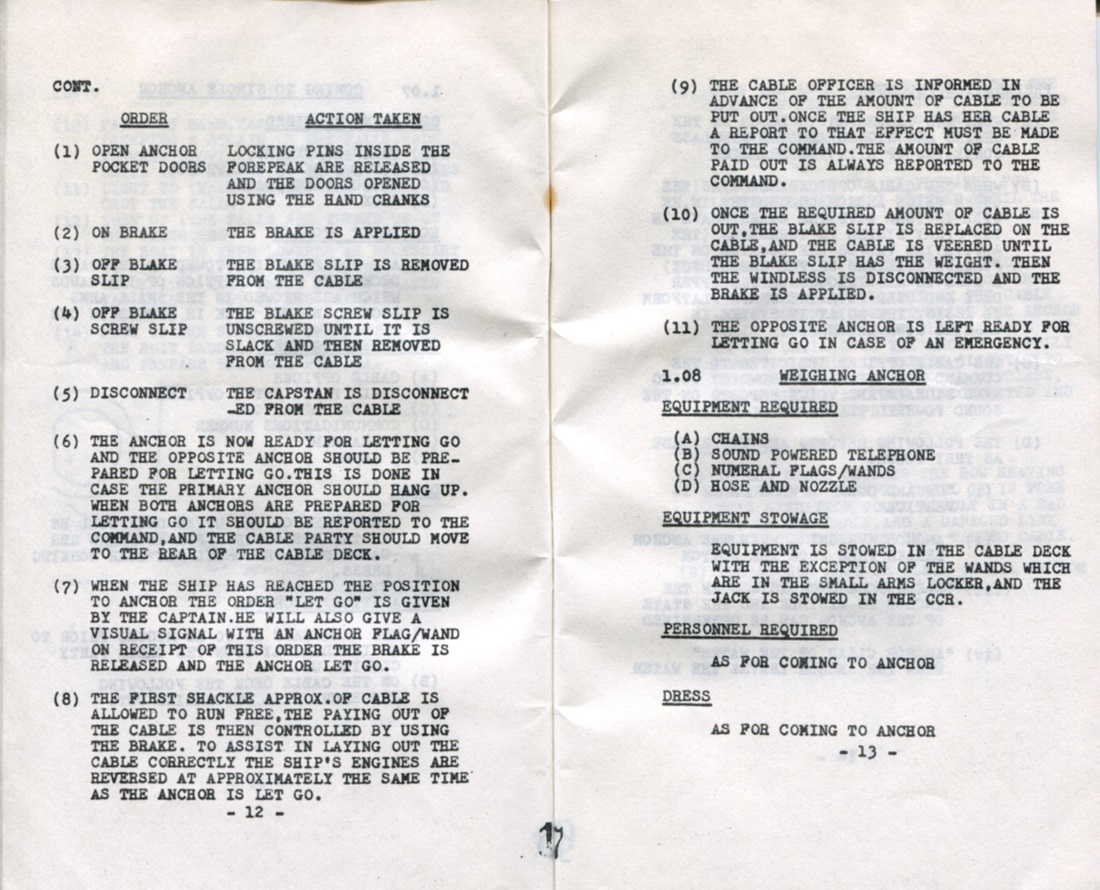 CONT.
ORDER ACTION TAKEN
(1) OPEN ANCHOR LOCKING PINS INSIDE THE
POCKET DOORS FOREPEAK ARE RELEASED
AND THE DOORS OPENED
USING THE HAND CRANKS
(2) ON BRAKE THE BRAKE IS APPLIED
(3) OFF BLAKE THE BLAKE SLIP IS REMOVED
SLIP FROM THE CABLE
(4) OFF BLAKE THE BLAKE SCREW SLIP IS
SCREW SLIP UNSCREWED UNTIL IT IS
SLACK AND THEN REMOVED
FROM THE CABLE
(5) DISCONNECT THE CAPSTAN IS DISCONNECT
-ED FROM THE CABLE
(6) THE ANCHOR IS NOW READY FOR LETTING GO
AND THE OPPOSITE ANCHOR SHOULD BE PRE-
PARED FOR LETTING GO.THIS IS DONE IN
CASE THE PRIMARY ANCHOR SHOULD HANG UP.
WHEN BOTH ANCHORS ARE PREPARED FOR
LETTING GO IT SHOULD BE REPORTED TO THE
COMMAND,AND THE CABLE PARTY SHOULD MOVE
TO THE REAR OF THE CABLE DECK.
(7) WHEN THE SHIP HAS REACHED THE POSITION
TO ANCHOR THE ORDER "LET GO" IS GIVEN
BY THE CAPTAIN.HE WILL ALSO GIVE A
VISUAL SIGNAL WITH AN ANCHOR FLAG/WAND
ON RECEIPT OF THIS ORDER THE BRAKE IS
RELEASED AND THE ANCHOR LET GO.
(8) THE FIRST SHACKLE APPROX.OF CABLE IS
ALLOWED TO RUN FREE,THE PAYING OUT OF
THE CABLE IS THEN CONTROLLED BY USING
THE BRAKE. TO ASSIST IN LAYING OUT THE
CABLE CORRECTLY THE SHIP'S ENGINES ARE
REVERSED AT APPROXIMATELY THE SAME TIME
AS THE ANCHOR IS LET GO.
- 12 -
(9) THE CABLE OFFICER IS INFORMED IN
ADVANCE OF THE AMOUNT OF CABLE TO BE
PUT OUT.ONCE THE SHIP HAS HER CABLE
A REPORT TO THAT EFFECT MUST BE MADE
TO THE COMMAND.THE AMOUNT OF CABLE
PAID OUT IS ALWAYS REPORTED TO THE
COMMAND.
(10) ONCE THE REQUIRED AMOUNT OF CABLE IS
OUT,THE BLAKE SLIP IS REPLACED ON THE
CABLE,AND THE CABLE IS VEERED UNTIL
THE BLAKE SLIP HAS THE WEIGHT. THEN
THE WINDLESS IS DISCONNECTED AND THE
BRAKE IS APPLIED.
(11) THE OPPOSITE ANCHOR IS LEFT READY FOR
LETTING GO IN CASE OF AN EMERGENCY.
1.08 WEIGHING ANCHOR
EQUIPMENT REQUIRED
(A) CHAINS
(B) SOUND POWERED TELEPHONE
(C) NUMERAL FLAGS/WANDS
(D) HOSE AND NOZZLE
EQUIPMENT STOWAGE
EQUIPMENT IS STOWED IN THE CABLE DECK
WITH THE EXCEPTION OF THE WANDS WHICH
ARE IN THE SMALL ARMS LOCKER,AND THE
JACK IS STOWED IN THE CCR.
PERSONNEL REQUIRED
AS FOR COMING TO ANCHOR
DRESS
AS FOR COMING TO ANCHOR
- 13 -
17